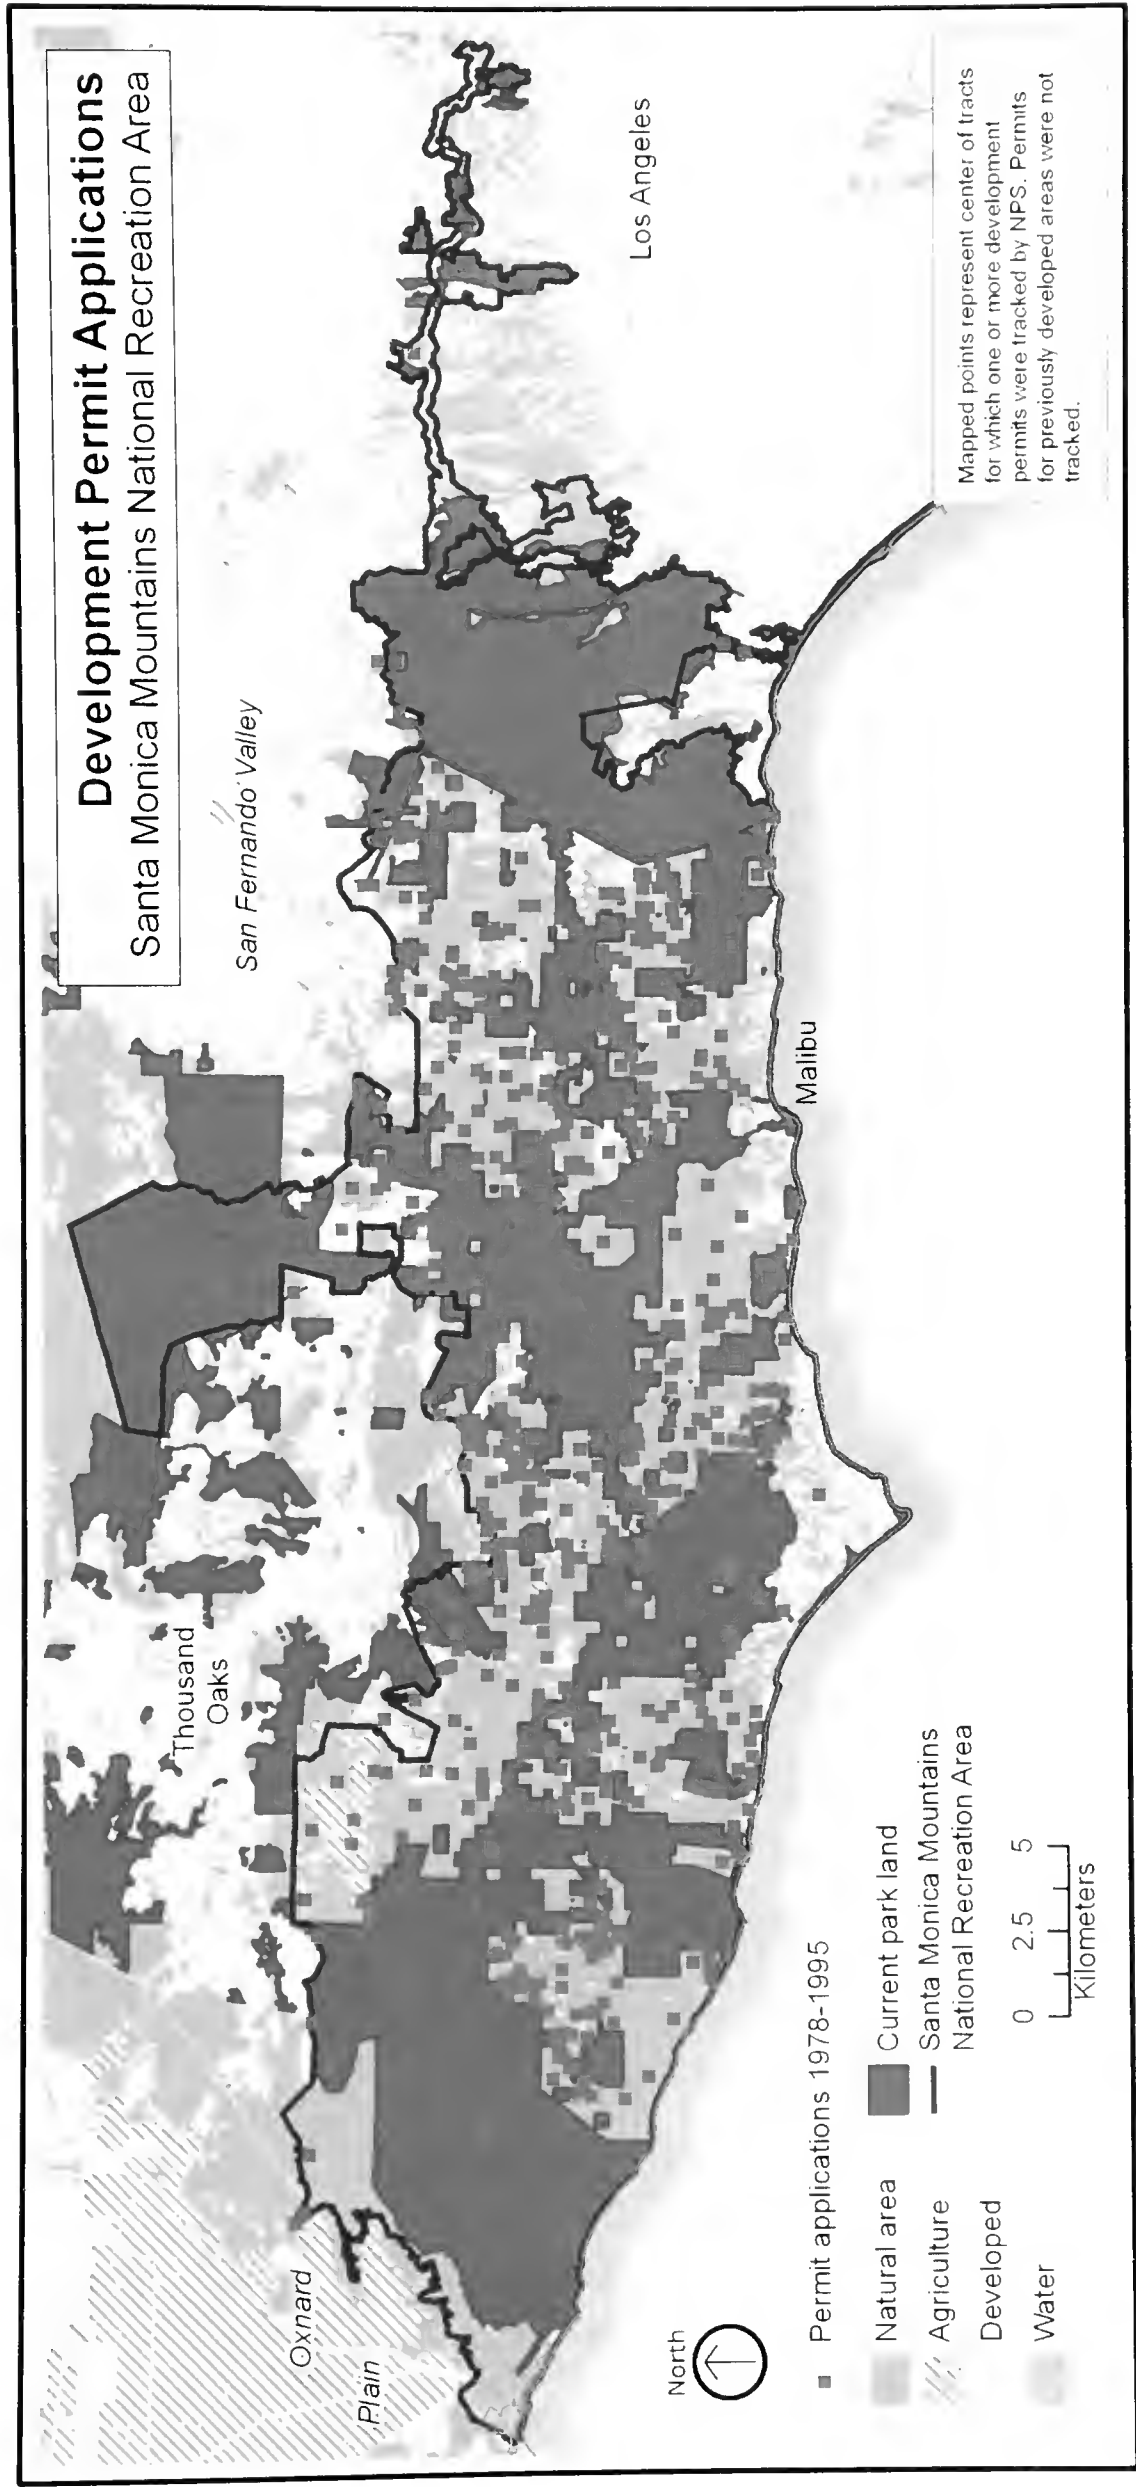 Development Permit Applications
Santa Monica Mountains National Recreation Area
San Fernando Valley
Los Angeles
Thousand
Oaks
Oxnard
Plain
Malibu
Mapped points represent center of tracts
for which one or more development
permits were tracked by NPS. Permits
for previously developed areas were not
tracked.
North
Permit applications 1978-1995
Natural area
Agriculture
Developed
Water
Current park land
Santa Monica Mountains
National Recreation Area
0 2.5 5
Kilometers